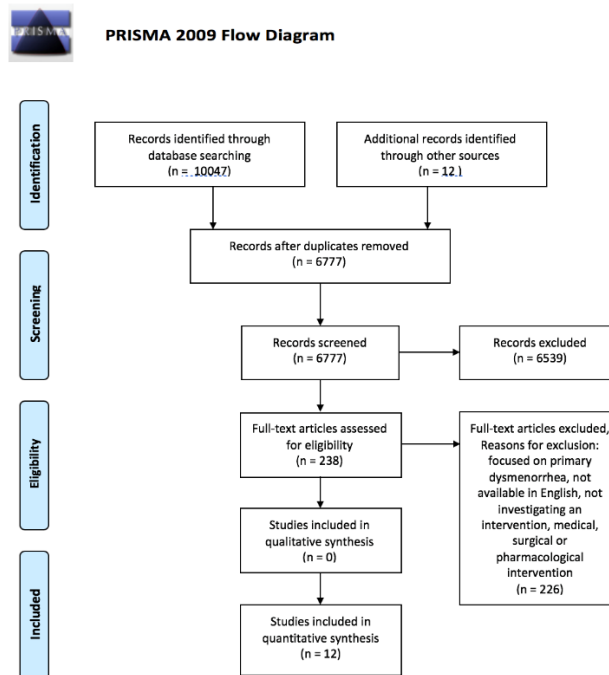 PRISMA
PRISMA 2009 Flow Diagram
Identification
Records identified through
database searching
(n = 10047)
Additional records identified
through other sources
(n = 12 )
Records after duplicates removed
(n = 6777)
Screening
Records screened
(n = 6777)
Records excluded
(n = 6539)
Eligibility
Full-text articles assessed
for eligibility
(n = 238)
Full-text articles excluded,
Reasons for exclusion:
focused on primary
dysmenorrhea, not
available in English, not
investigating an
intervention, medical,
surgical or
pharmacological
intervention
(n = 226)
Studies included in
qualitative synthesis
(n = 0)
Included
Studies included in
quantitative synthesis
(n = 12)